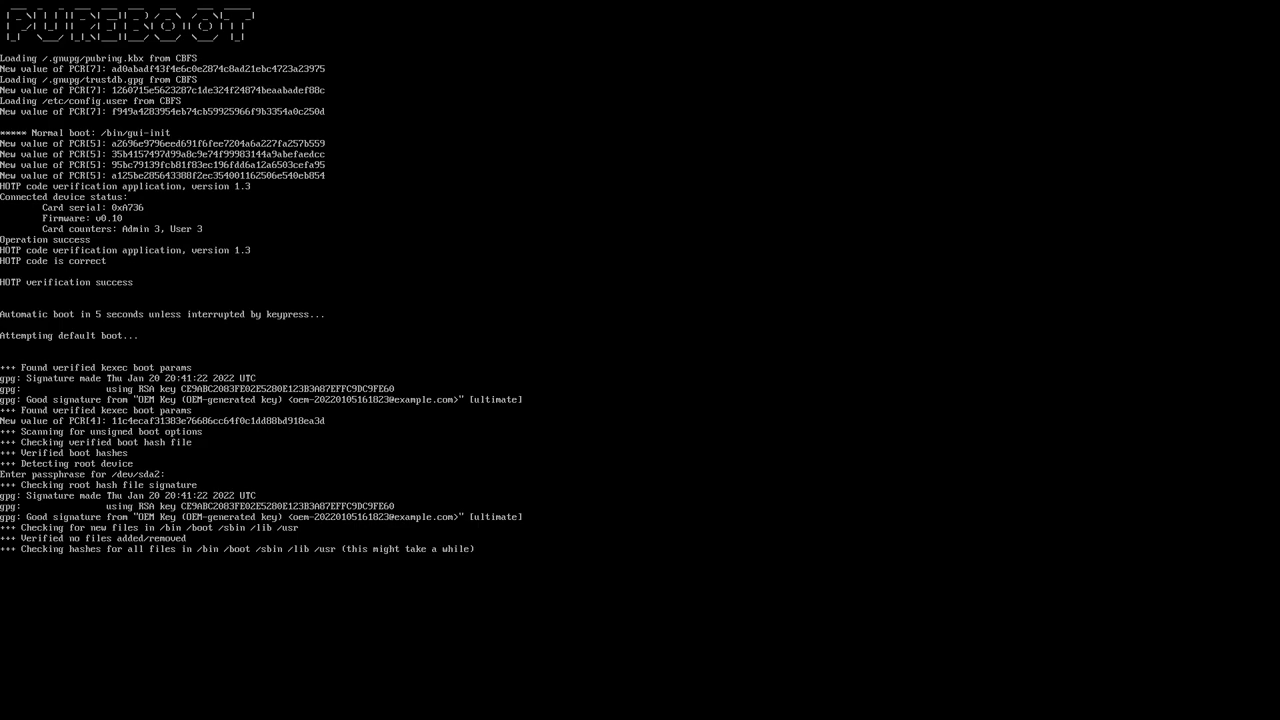 PUREBOOT
Loading /.gnupg/pubring.kbx from CBFS
New value of PCR[7]: ad0abadf43f4e6c0e2874c8ad21ebc4723a23975
Loading /.gnupg/trustdb.gpg from CBFS
New value of PCR[7]: 1260715e5623287c1de324f24874beaabadef88c
Loading /etc/config.user from CBFS
New value of PCR[7]: f949a4283954eb74cb59925966f9b3354a0c250d
***** Normal boot: /bin/gui-init
New value of PCR[5]: a2696e9796eed691f6fee7204a6a227fa257b559
New value of PCR[5]: 35b4157497d99a8c9e74f99983144a9abefaedcc
New value of PCR[5]: 95bc79139fcb81f83ec196fdd6a12a6503cefa95
New value of PCR[5]: a125be285643388f2ec354001162506e540eb854
HOTP code verification application, version 1.3
Connected device status:
Card serial: 0xA736
Firmware: v0.10
Card counters: Admin 3, User 3
Operation success
HOTP code verification application, version 1.3
HOTP code is correct
HOTP verification success
Automatic boot in 5 seconds unless interrupted by keypress...
Attempting default boot...
+++ Found verified kexec boot params
gpg: Signature made Thu Jan 20 20:41:22 2022 UTC
gpg:                using RSA key CE9ABC2083FE02E5280E123B3A87EFFC9DC9FE60
gpg: Good signature from "OEM Key (OEM-generated key) <oem-20220105161823@example.com>" [ultimate]
+++ Found verified kexec boot params
New value of PCR[4]: 11c4ecaf31383e76686cc64f0c1dd88bd918ea3d
+++ Scanning for unsigned boot options
+++ Checking verified boot hash file
+++ Verified boot hashes
+++ Detecting root device
Enter passphrase for /dev/sda2:
+++ Checking root hash file signature
gpg: Signature made Thu Jan 20 20:41:22 2022 UTC
gpg:                using RSA key CE9ABC2083FE02E5280E123B3A87EFFC9DC9FE60
gpg: Good signature from "OEM Key (OEM-generated key) <oem-20220105161823@example.com>" [ultimate]
+++ Checking for new files in /bin /boot /sbin /lib /usr
+++ Verified no files added/removed
+++ Checking hashes for all files in /bin /boot /sbin /lib /usr (this might take a while)